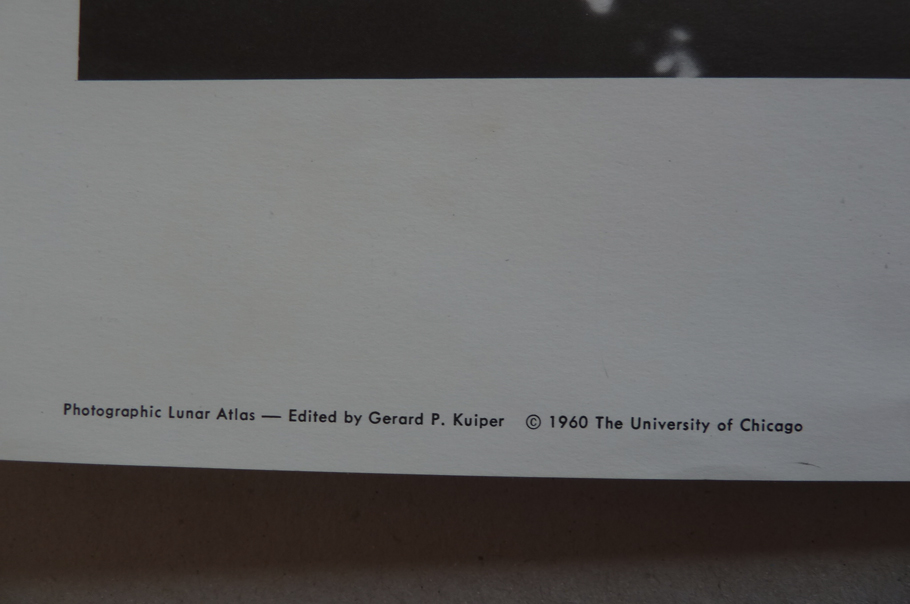 Photographic Lunar Atlas — Edited by Gerard P. Kuiper © 1960 The University of Chicago